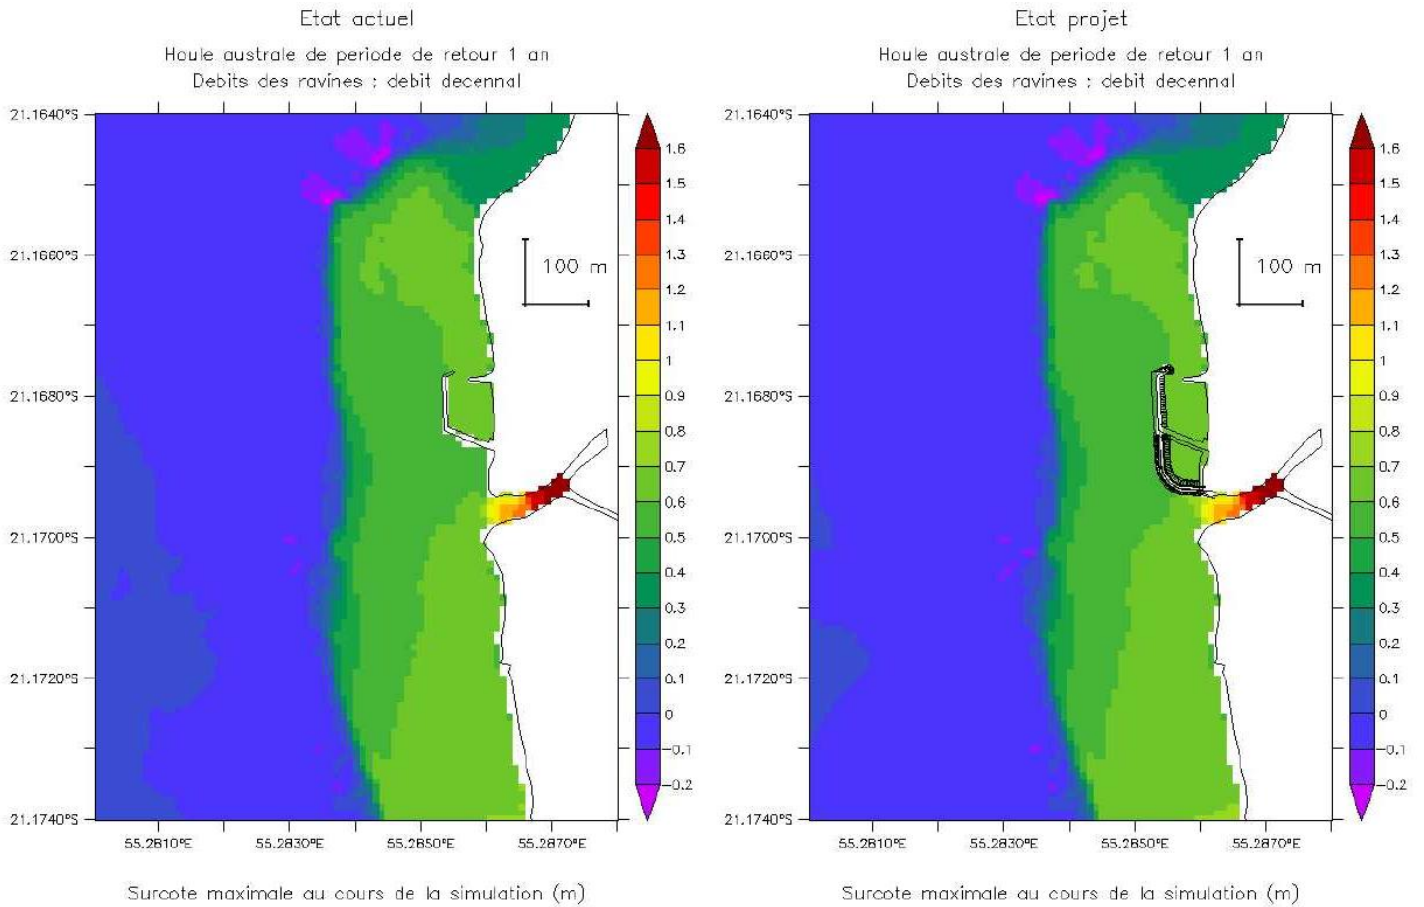 Etat actuel
Houle australe de periode de retour 1 an
Debits des ravines : debit decennal
21.1640°S
21.1660°S
21.1680°S
21.1700°S
21.1720°S
21.1740°S
55.2810°E
55.2830°E
55.2850°E
55.2870°E
100 m
1.6
1.5
1.4
1.3
1.2
1.1
1
0.9
0.8
0.7
0.6
0.5
0.4
0.3
0.2
0.1
0
-0.1
-0.2
Surcote maximale au cours de la simulation (m)
Etat projet
Houle australe de periode de retour 1 an
Debits des ravines : debit decennal
21.1640°S
21.1660°S
21.1680°S
21.1700°S
21.1720°S
21.1740°S
55.2810°E
55.2830°E
55.2850°E
55.2870°E
100 m
1.6
1.5
1.4
1.3
1.2
1.1
1
0.9
0.8
0.7
0.6
0.5
0.4
0.3
0.2
0.1
0
-0.1
-0.2
Surcote maximale au cours de la simulation (m)